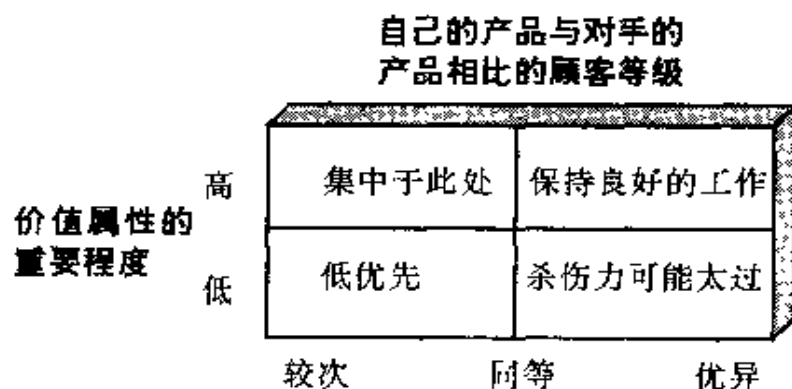 自己的产品与对手的
产品相比的顾客等级
高 集中于此处 保持良好的工作
价值属性的
重要程度
低 低优先 杀伤力可能太过
较次 同等 优异